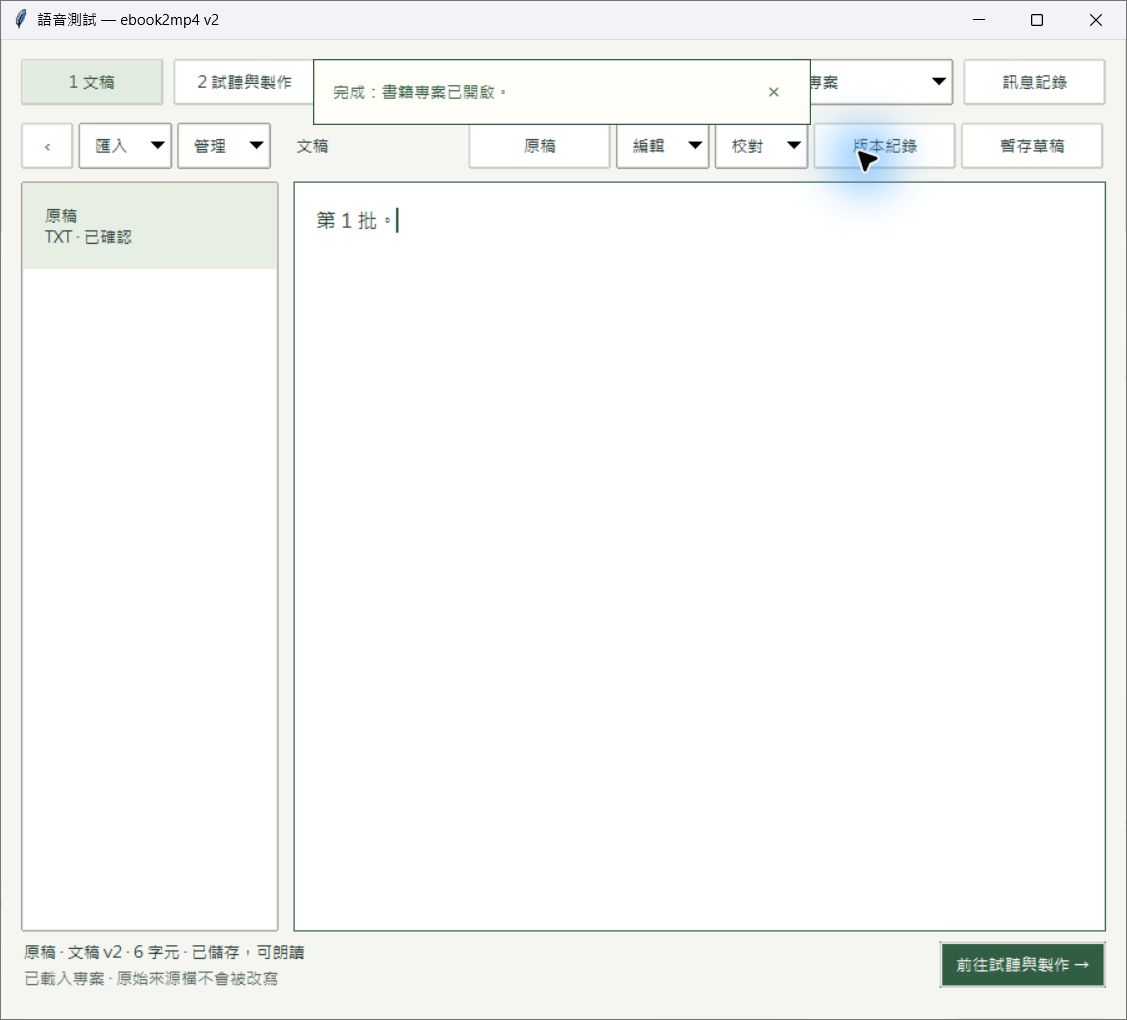 語音測試 — ebook2mp4 v2
1 文稿
2 試聽與製作
完成：書籍專案已開啟。
×
專案
訊息記錄
‹
匯入
管理
文稿
原稿
編輯
校對
版本紀錄
暫存草稿
原稿
TXT · 已確認
第 1 批。
原稿 · 文稿 v2 · 6 字元 · 已儲存，可朗讀
已載入專案 · 原始來源檔不會被改寫
前往試聽與製作 →